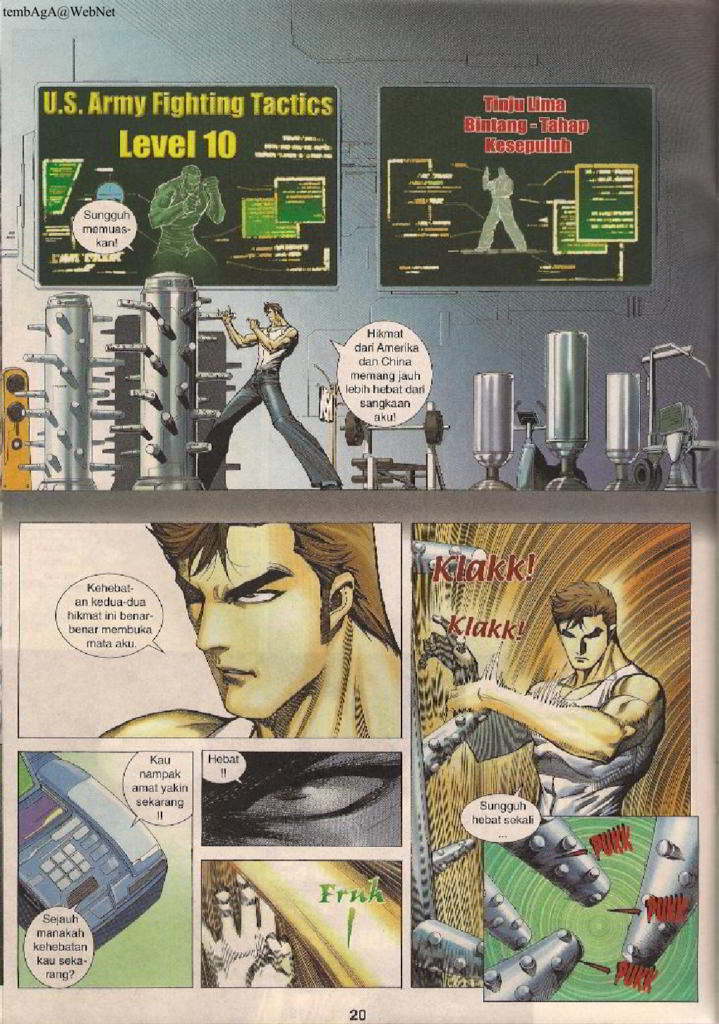 tembAgA@WebNet
U.S. Army Fighting Tactics
Level 10
Tinju Lima
Bintang - Tahap
Kesepuluh
Sungguh
memuas-
kan!
Hikmat
dari Amerika
dan China
memang jauh
lebih hebat dari
sangkaan
aku!
Kehebat-
an kedua-dua
hikmat ini benar-
benar membuka
mata aku.
Klakk!
Klakk!
Kau
nampak
amat yakin
sekarang
!!
Sejauh
manakah
kehebatan
kau seka-
rang?
Hebat
!!
Fruh
!
Sungguh
hebat sekali
...
PUKK
PUKK
PUKK
20